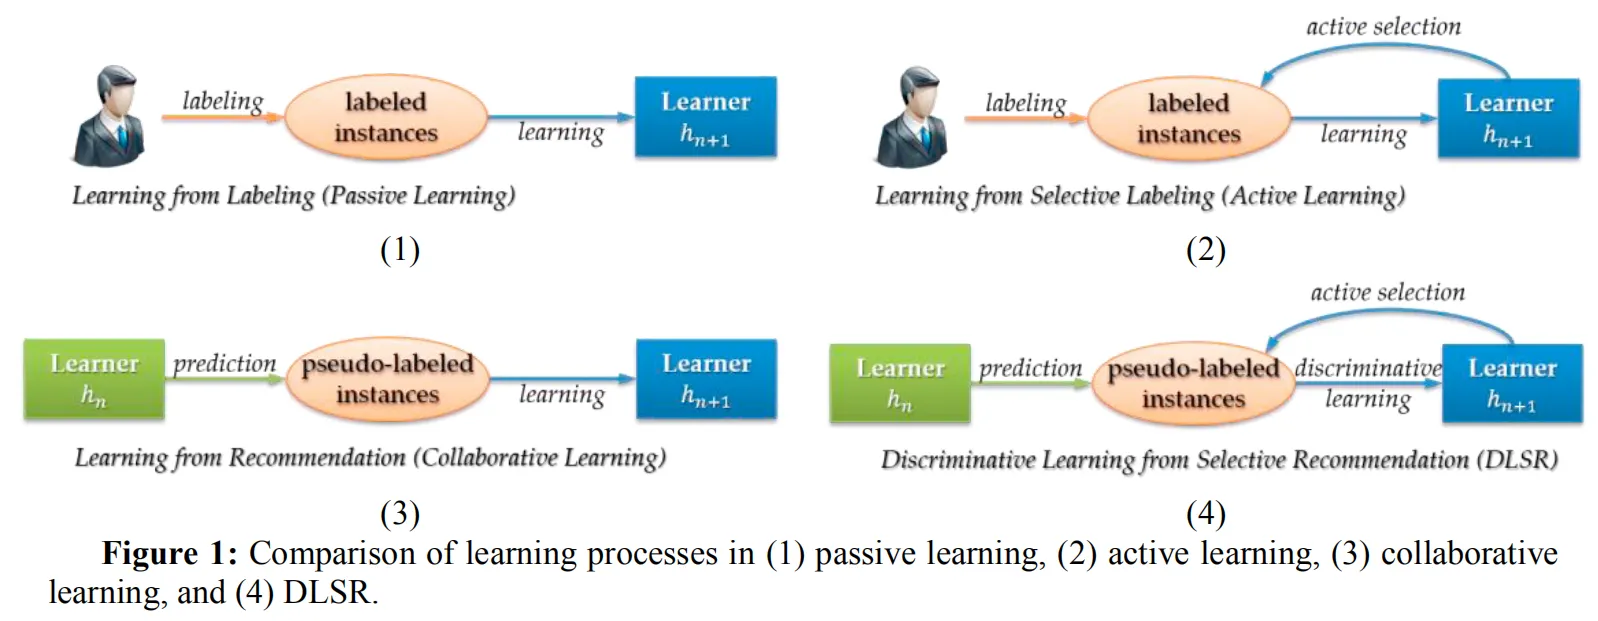 labeling
labeled
instances
learning
Learner
h_{n+1}
Learning from Labeling (Passive Learning)
(1)
active selection
labeling
labeled
instances
learning
Learner
h_{n+1}
Learning from Selective Labeling (Active Learning)
(2)
Learner
h_n
prediction
pseudo-labeled
instances
learning
Learner
h_{n+1}
Learning from Recommendation (Collaborative Learning)
(3)
active selection
Learner
h_n
prediction
pseudo-labeled
instances
discriminative
learning
Learner
h_{n+1}
Discriminative Learning from Selective Recommendation (DLSR)
(4)
Figure 1: Comparison of learning processes in (1) passive learning, (2) active learning, (3) collaborative
learning, and (4) DLSR.